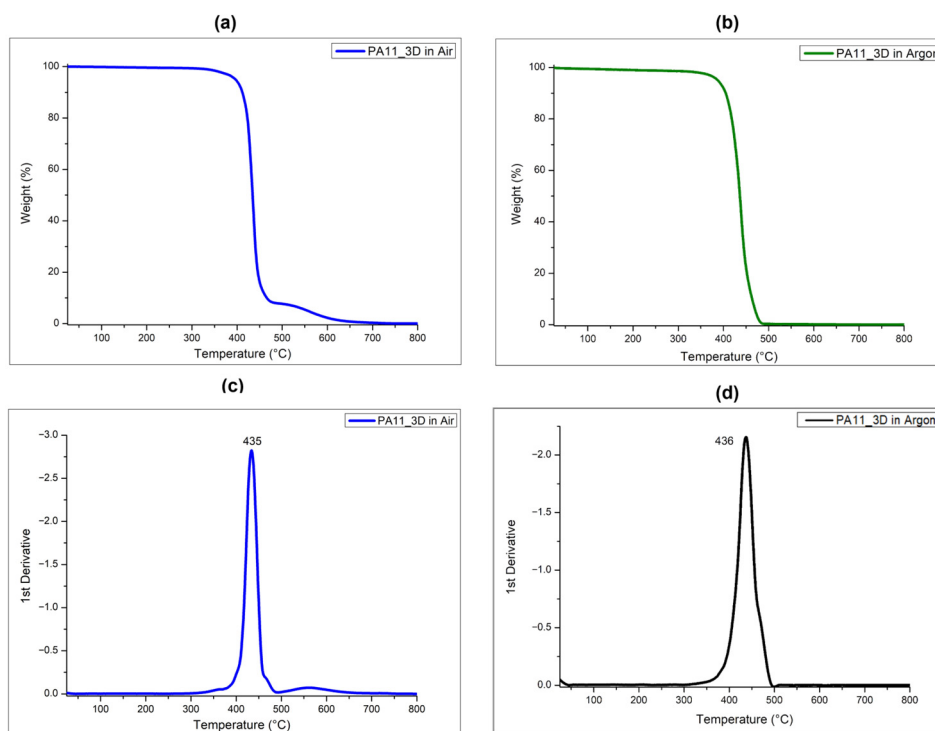 (a)
PA11_3D in Air
100
80
60
40
20
0
Weight (%)
100 200 300 400 500 600 700 800
Temperature (°C)
(b)
PA11_3D in Argon
100
80
60
40
20
0
Weight (%)
100 200 300 400 500 600 700 800
Temperature (°C)
(c)
PA11_3D in Air
−3.0
435
−2.5
−2.0
−1.5
−1.0
−0.5
0.0
1st Derivative
100 200 300 400 500 600 700 800
Temperature (°C)
(d)
PA11_3D in Argon
436
−2.0
−1.5
−1.0
−0.5
0.0
1st Derivative
100 200 300 400 500 600 700 800
Temperature (°C)